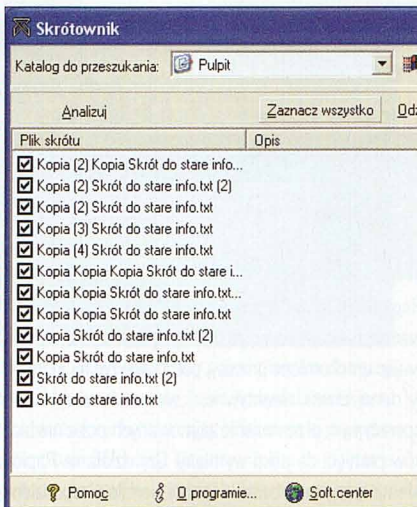 Skrótownik
Katalog do przeszukania: Pulpit
Analizuj Zaznacz wszystko
Plik skrótu Opis
Kopia (2) Kopia Skrót do stare info...
Kopia (2) Skrót do stare info.txt (2)
Kopia (2) Skrót do stare info.txt
Kopia (3) Skrót do stare info.txt
Kopia (4) Skrót do stare info.txt
Kopia Kopia Kopia Skrót do stare i...
Kopia Kopia Skrót do stare info.txt...
Kopia Kopia Skrót do stare info.txt
Kopia Skrót do stare info.txt (2)
Kopia Skrót do stare info.txt
Skrót do stare info.txt (2)
Skrót do stare info.txt
Pomoc O programie... Soft.center